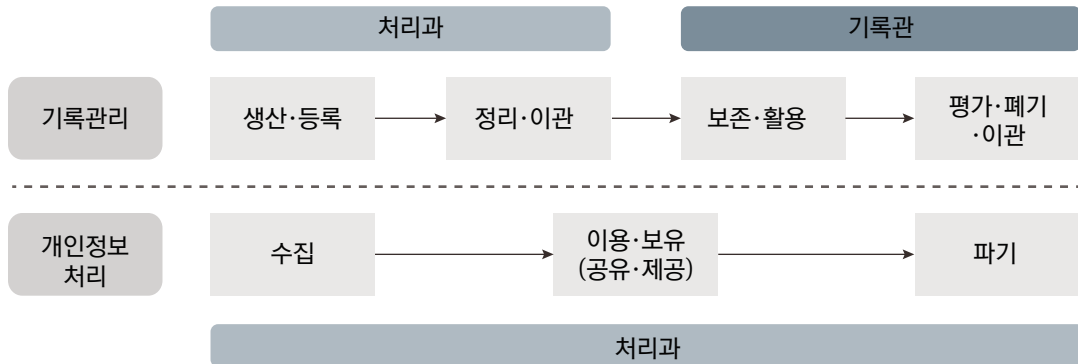 처리과
기록관
기록관리
생산·등록
정리·이관
보존·활용
평가·폐기
·이관
개인정보
처리
수집
이용·보유
(공유·제공)
파기
처리과